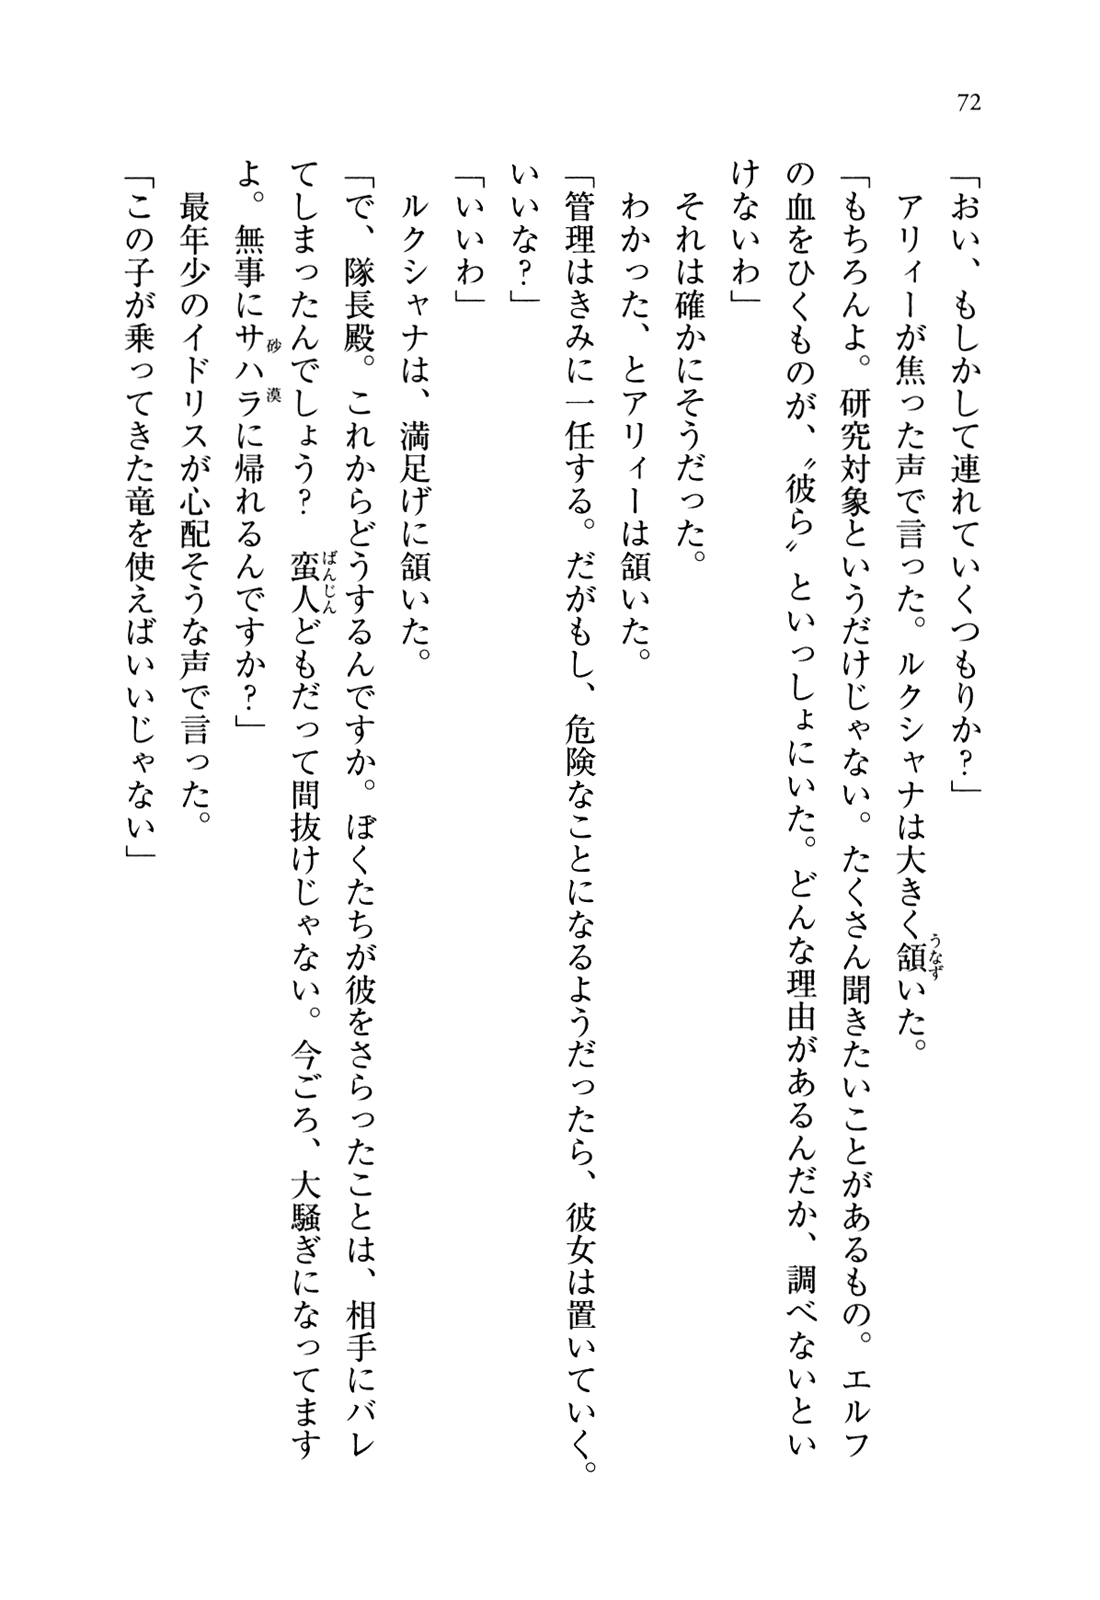 72
「おい、もしかして連れていくつもりか？」
　アリィーが焦った声で言った。ルクシャナは大きく頷いた。
「もちろんよ。研究対象というだけじゃない。たくさん聞きたいことがあるもの。エルフ
の血をひくものが、〝彼ら〟といっしょにいた。どんな理由があるんだか、調べないとい
けないわ」
　それは確かにそうだった。
　わかった、とアリィーは頷いた。
「管理はきみに一任する。だがもし、危険なことになるようだったら、彼女は置いていく。
いいな？」
「いいわ」
　ルクシャナは、満足げに頷いた。
「で、隊長殿。これからどうするんですか。ぼくたちが彼をさらったことは、相手にバレ
てしまったんでしょう？　蛮人どもだって間抜けじゃない。今ごろ、大騒ぎになってます
よ。無事にサハラに帰れるんですか？」
　最年少のイドリスが心配そうな声で言った。
「この子が乗ってきた竜を使えばいいじゃない」
うなず
ばんじん
砂漠